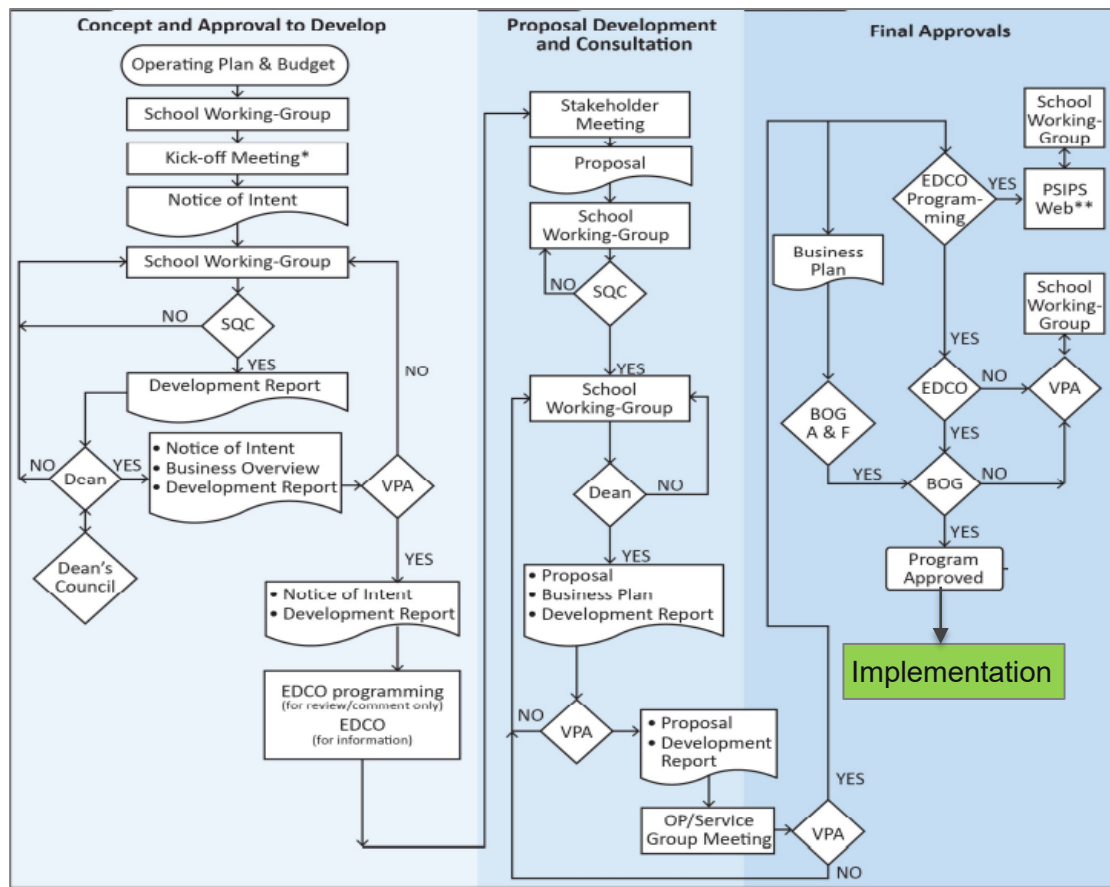 Concept and Approval to Develop
Operating Plan & Budget
School Working-Group
Kick-off Meeting*
Notice of Intent
School Working-Group
NO
SQC
YES
NO
Development Report
NO
Dean
YES
• Notice of Intent
• Business Overview
• Development Report
VPA
Dean's
Council
YES
• Notice of Intent
• Development Report
EDCO programming
(for review/comment only)
EDCO
(for information)
Proposal Development
and Consultation
Stakeholder
Meeting
Proposal
School
Working-Group
NO
SQC
YES
School
Working-Group
Dean
NO
YES
• Proposal
• Business Plan
• Development Report
NO
VPA
• Proposal
• Development
Report
OP/Service
Group Meeting
YES
VPA
NO
Final Approvals
School
Working-
Group
EDCO
Program-
ming
YES
PSIPS
Web**
Business
Plan
School
Working-
Group
YES
EDCO
NO
VPA
BOG
A & F
YES
YES
BOG
NO
YES
Program
Approved
Implementation